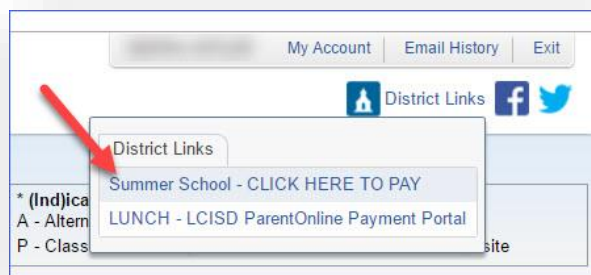 My Account Email History Exit
District Links
District Links
Summer School - CLICK HERE TO PAY
LUNCH - LCISD ParentOnline Payment Portal
* (Ind)ica
A - Altern
P - Class site